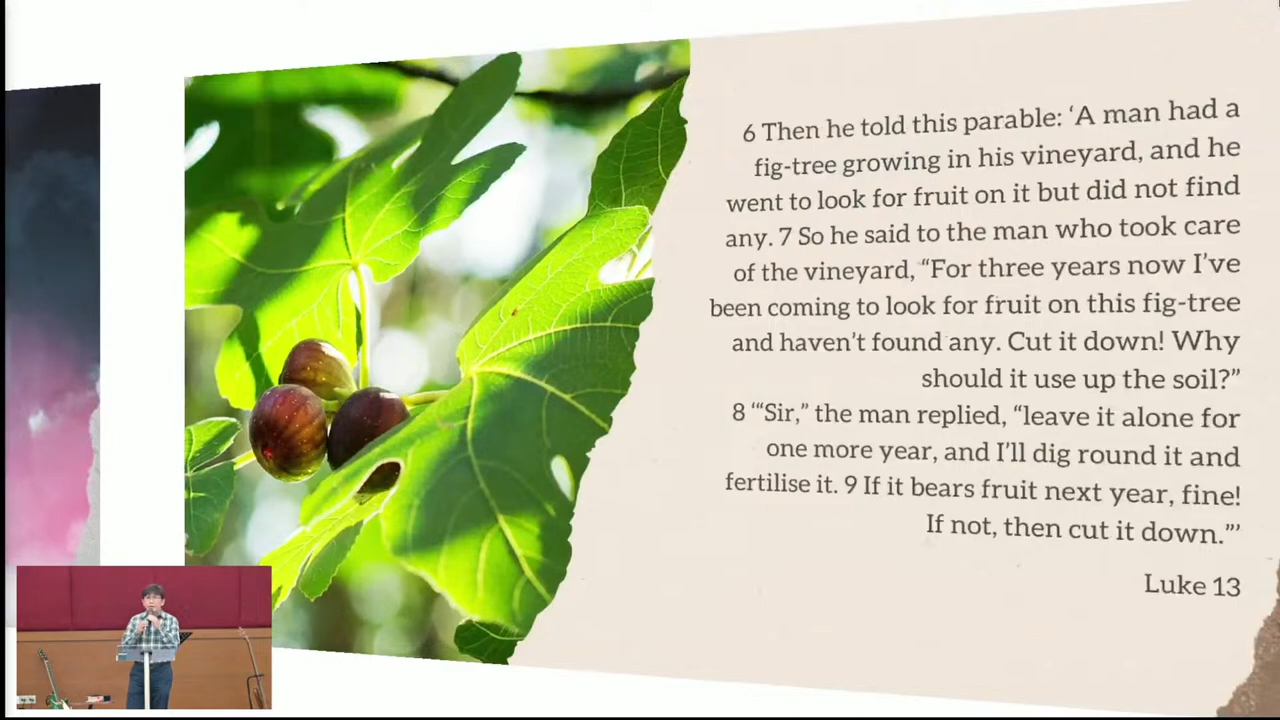 6 Then he told this parable: ‘A man had a
fig-tree growing in his vineyard, and he
went to look for fruit on it but did not find
any. 7 So he said to the man who took care
of the vineyard, “For three years now I’ve
been coming to look for fruit on this fig-tree
and haven’t found any. Cut it down! Why
should it use up the soil?”
8 ‘“Sir,” the man replied, “leave it alone for
one more year, and I’ll dig round it and
fertilise it. 9 If it bears fruit next year, fine!
If not, then cut it down.”’
Luke 13